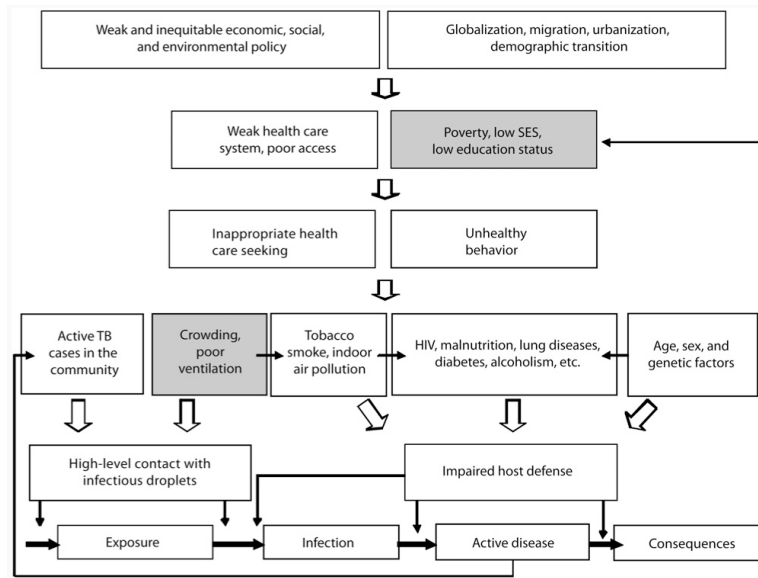 Weak and inequitable economic, social,
and environmental policy
Globalization, migration, urbanization,
demographic transition
Weak health care
system, poor access
Poverty, low SES,
low education status
Inappropriate health
care seeking
Unhealthy
behavior
Active TB
cases in the
community
Crowding,
poor
ventilation
Tobacco
smoke, indoor
air pollution
HIV, malnutrition, lung diseases,
diabetes, alcoholism, etc.
Age, sex, and
genetic factors
High-level contact with
infectious droplets
Impaired host defense
Exposure
Infection
Active disease
Consequences